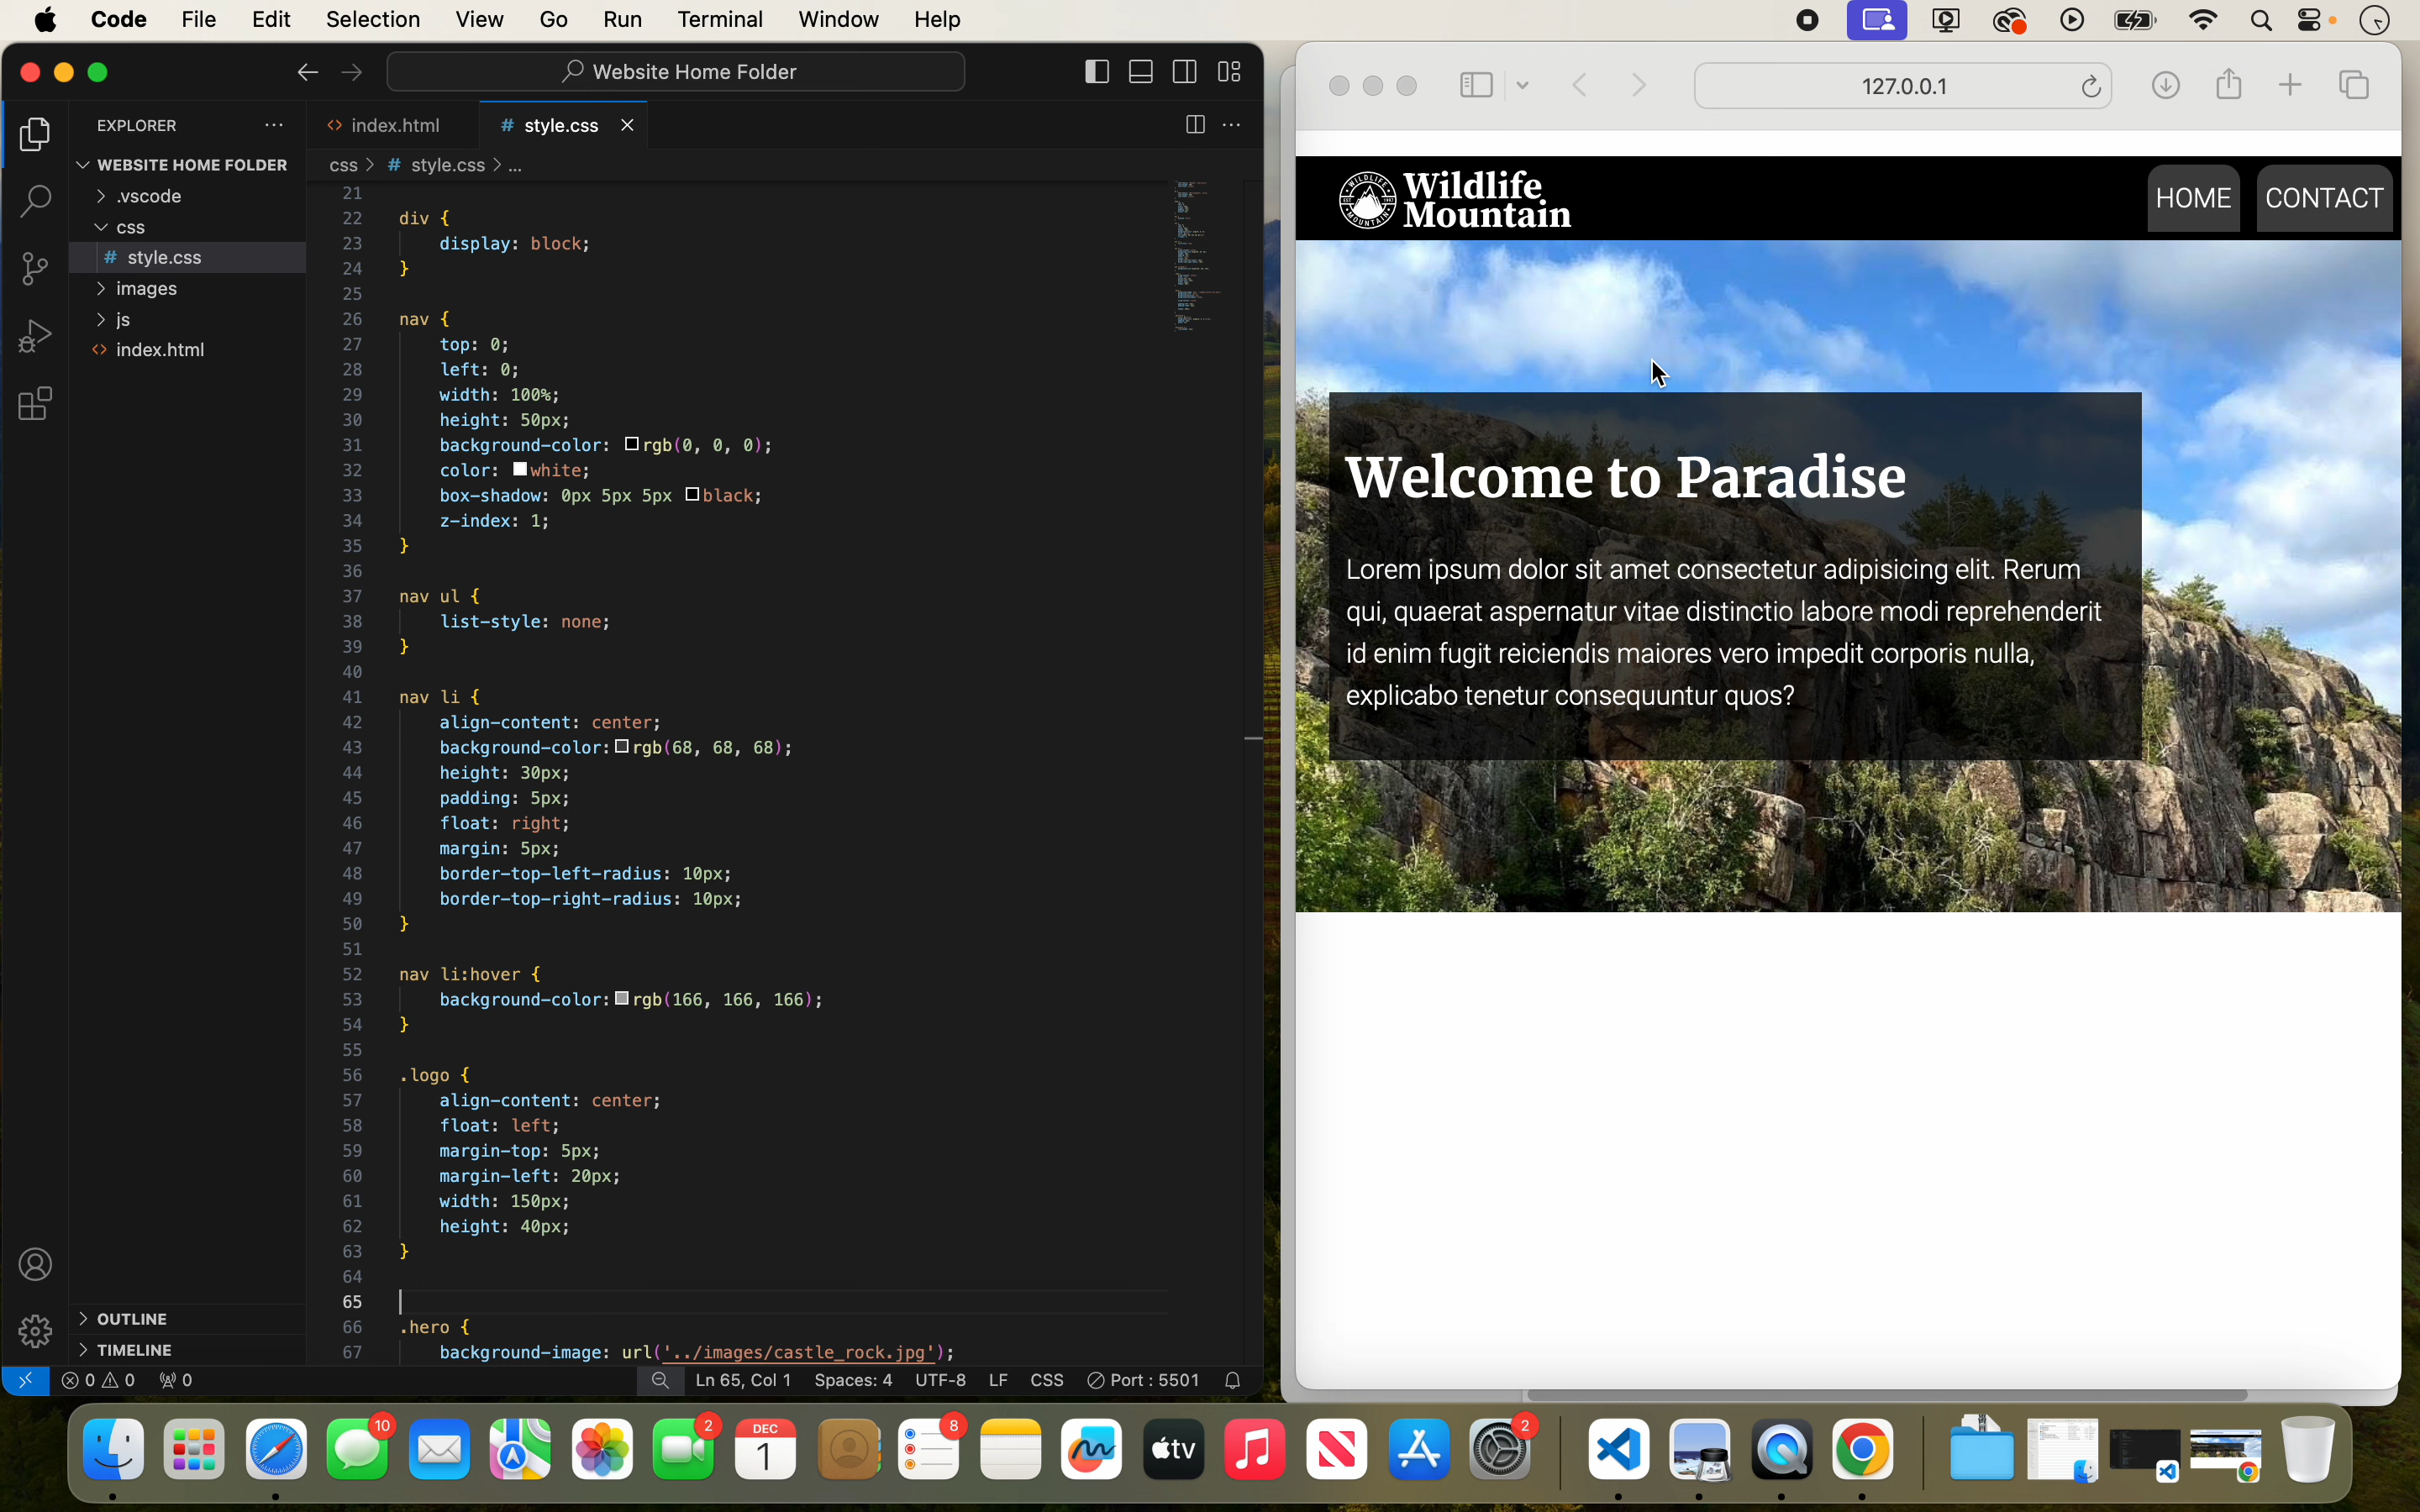 Code File Edit Selection View Go Run Terminal Window Help
Website Home Folder
EXPLORER
WEBSITE HOME FOLDER
.vscode
css
# style.css
images
js
<> index.html
OUTLINE
TIMELINE
<> index.html # style.css
css > # style.css > ...
21
22 div {
23 display: block;
24 }
25
26 nav {
27 top: 0;
28 left: 0;
29 width: 100%;
30 height: 50px;
31 background-color: rgb(0, 0, 0);
32 color: white;
33 box-shadow: 0px 5px 5px black;
34 z-index: 1;
35 }
36
37 nav ul {
38 list-style: none;
39 }
40
41 nav li {
42 align-content: center;
43 background-color: rgb(68, 68, 68);
44 height: 30px;
45 padding: 5px;
46 float: right;
47 margin: 5px;
48 border-top-left-radius: 10px;
49 border-top-right-radius: 10px;
50 }
51
52 nav li:hover {
53 background-color: rgb(166, 166, 166);
54 }
55
56 .logo {
57 align-content: center;
58 float: left;
59 margin-top: 5px;
60 margin-left: 20px;
61 width: 150px;
62 height: 40px;
63 }
64
65
66 .hero {
67 background-image: url('../images/castle_rock.jpg');
0 0 0 Ln 65, Col 1 Spaces: 4 UTF-8 LF CSS Port : 5501
127.0.0.1
WILDLIFE
MOUNTAIN
Wildlife
Mountain
HOME CONTACT
Welcome to Paradise
Lorem ipsum dolor sit amet consectetur adipisicing elit. Rerum
qui, quaerat aspernatur vitae distinctio labore modi reprehenderit
id enim fugit reiciendis maiores vero impedit corporis nulla,
explicabo tenetur consequuntur quos?
10 2 DEC 1 8 tv 2